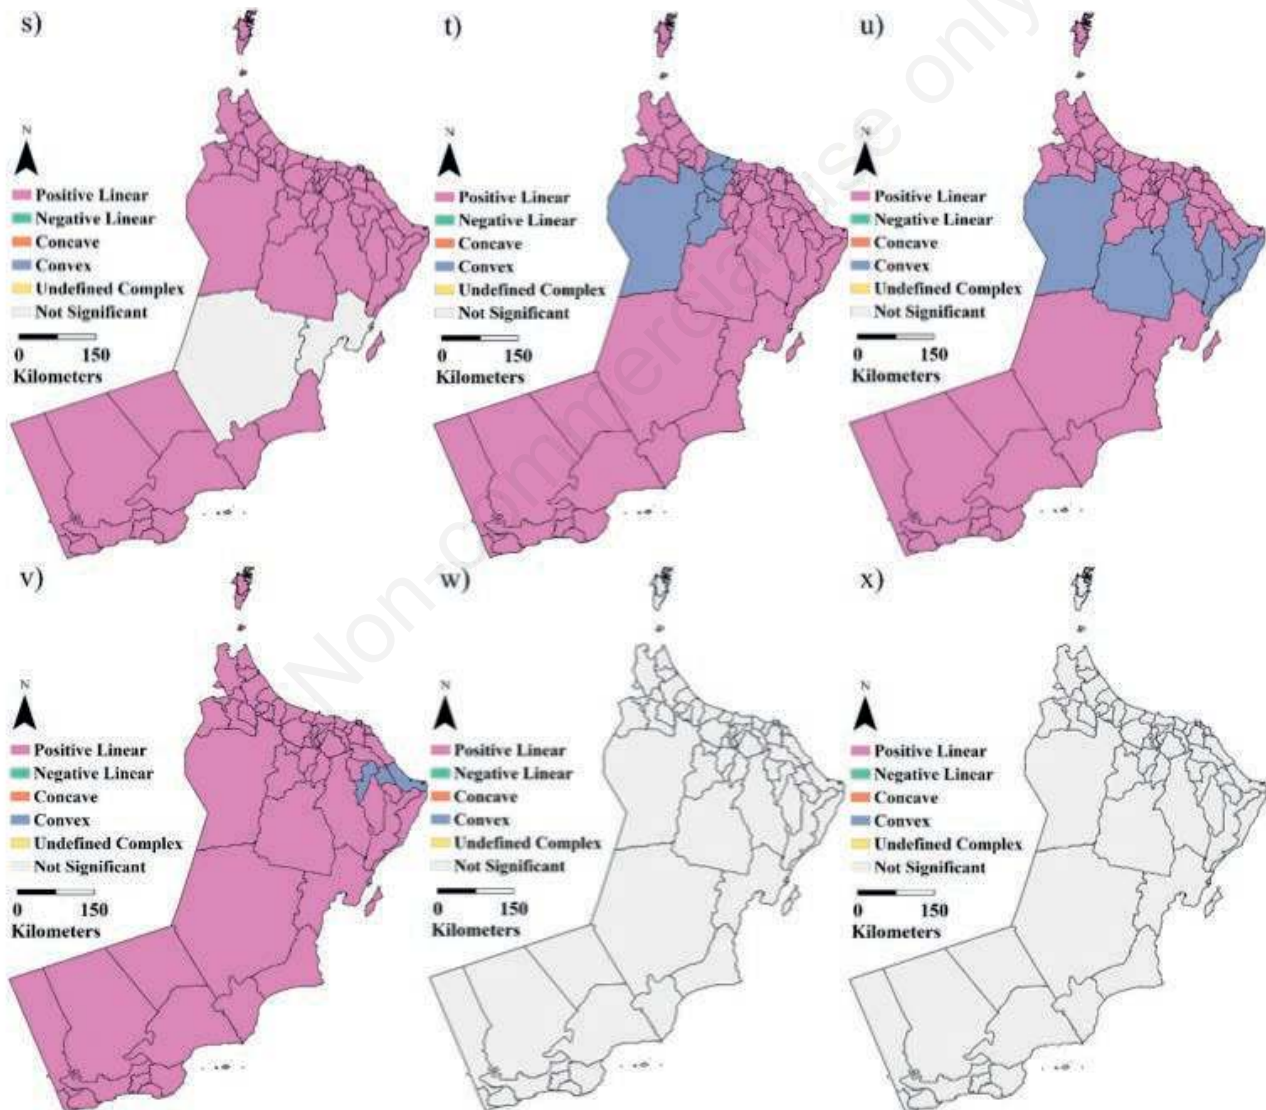 s)
N
Positive Linear
Negative Linear
Concave
Convex
Undefined Complex
Not Significant
0 150
Kilometers
t)
N
Positive Linear
Negative Linear
Concave
Convex
Undefined Complex
Not Significant
0 150
Kilometers
u)
N
Positive Linear
Negative Linear
Concave
Convex
Undefined Complex
Not Significant
0 150
Kilometers
v)
N
Positive Linear
Negative Linear
Concave
Convex
Undefined Complex
Not Significant
0 150
Kilometers
w)
N
Positive Linear
Negative Linear
Concave
Convex
Undefined Complex
Not Significant
0 150
Kilometers
x)
N
Positive Linear
Negative Linear
Concave
Convex
Undefined Complex
Not Significant
0 150
Kilometers
Non-commercial use only